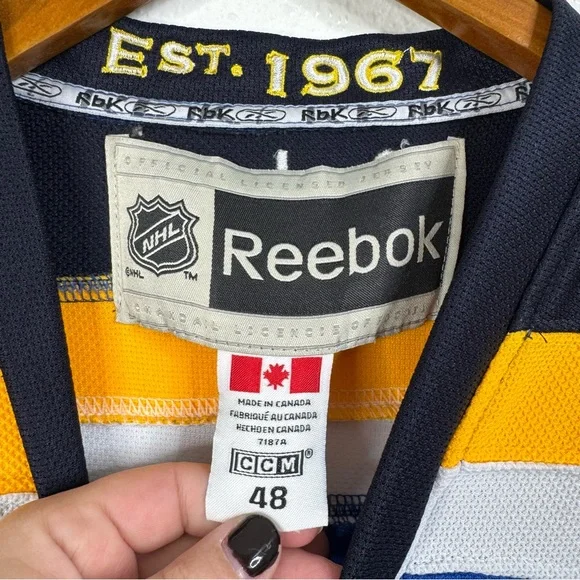 EST. 1967
RbK RbK RbK RbK
OFFICIAL LICENSED JERSEY
NHL
©NHL TM
Reebok
MADE IN CANADA
FABRIQUÉ AU CANADA
HECHO EN CANADA
7187A
CCM®
48